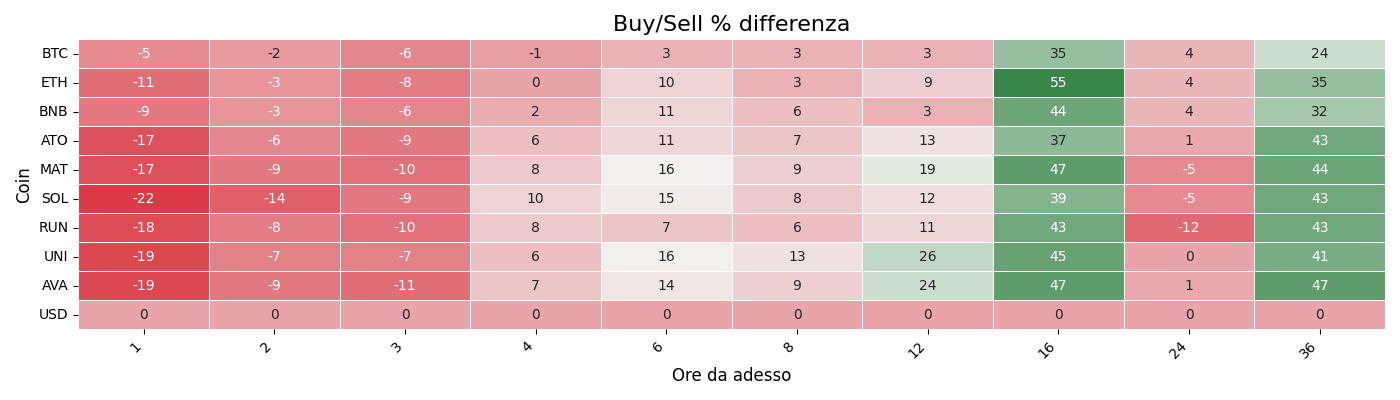 Buy/Sell % differenza
Coin
BTC -5 -2 -6 -1 3 3 3 35 4 24
ETH -11 -3 -8 0 10 3 9 55 4 35
BNB -9 -3 -6 2 11 6 3 44 4 32
ATO -17 -6 -9 6 11 7 13 37 1 43
MAT -17 -9 -10 8 16 9 19 47 -5 44
SOL -22 -14 -9 10 15 8 12 39 -5 43
RUN -18 -8 -10 8 7 6 11 43 -12 43
UNI -19 -7 -7 6 16 13 26 45 0 41
AVA -19 -9 -11 7 14 9 24 47 1 47
USD 0 0 0 0 0 0 0 0 0 0
1 2 3 4 6 8 12 16 24 36
Ore da adesso